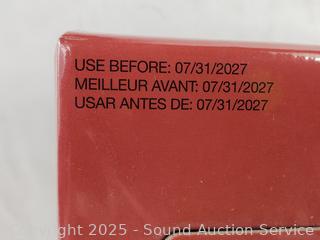 USE BEFORE: 07/31/2027
MEILLEUR AVANT: 07/31/2027
USAR ANTES DE: 07/31/2027
Copyright 2025 - Sound Auction Service